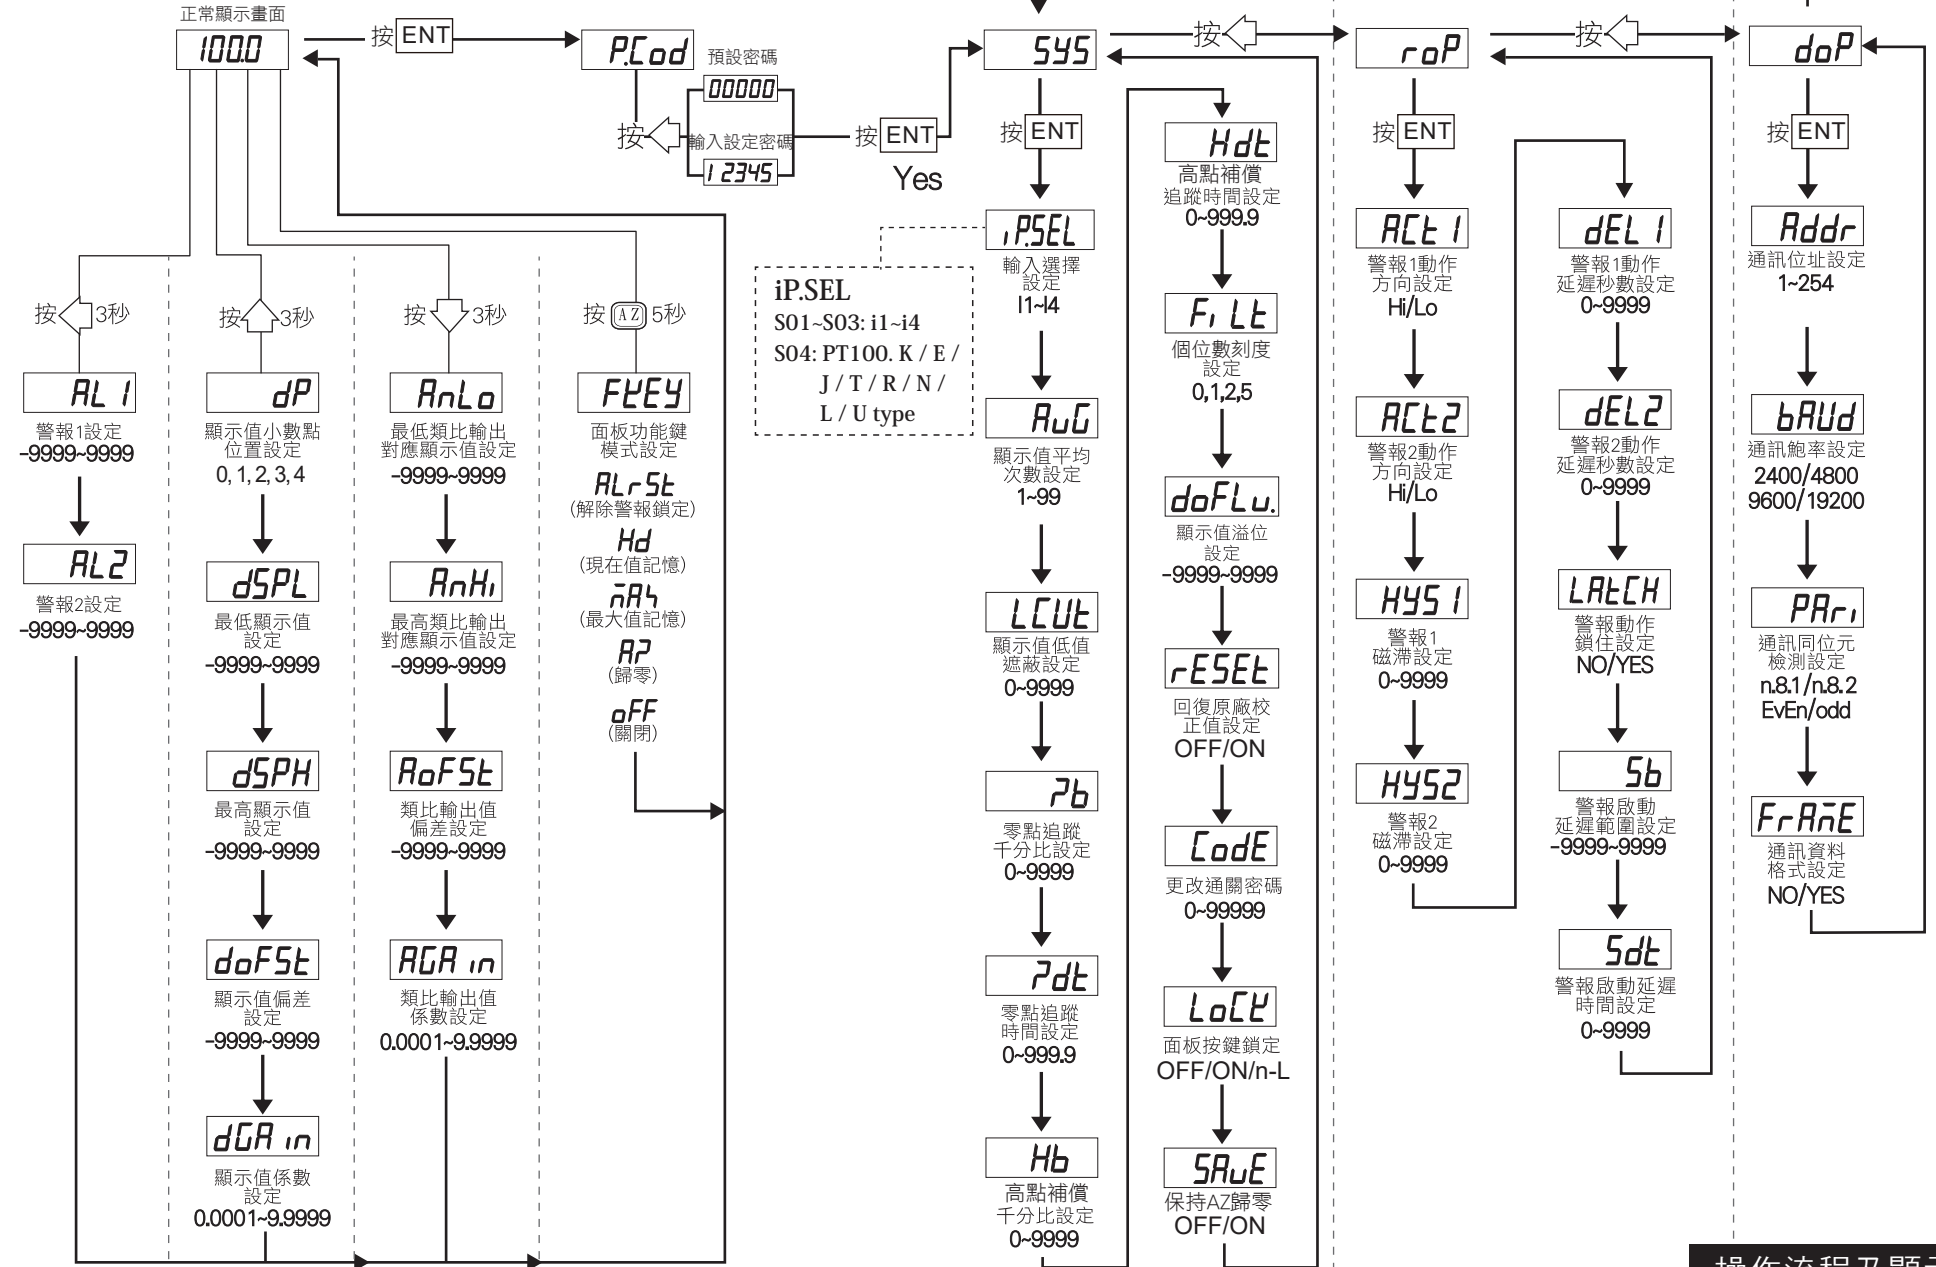 正常顯示畫面
100.0
按 ENT
P.Cod
預設密碼
00000
按
輸入設定密碼
12345
按 ENT
Yes
按 3秒
AL1
警報1設定
-9999~9999
AL2
警報2設定
-9999~9999
按 3秒
dP
顯示值小數點
位置設定
0, 1, 2, 3, 4
dSPL
最低顯示值
設定
-9999~9999
dSPH
最高顯示值
設定
-9999~9999
doFSt
顯示值偏差
設定
-9999~9999
dGAin
顯示值係數
設定
0.0001~9.9999
按 3秒
AnLo
最低類比輸出
對應顯示值設定
-9999~9999
AnHi
最高類比輸出
對應顯示值設定
-9999~9999
AoFSt
類比輸出值
偏差設定
-9999~9999
AGAin
類比輸出值
係數設定
0.0001~9.9999
按 AZ 5秒
FKEY
面板功能鍵
模式設定
ALrSt
(解除警報鎖定)
Hd
(現在值記憶)
(最大值記憶)
(歸零)
oFF
(關閉)
SYS
按 ENT
iP.SEL
輸入選擇
設定
I1~I4
iP.SEL
S01~S03: i1~i4
S04: PT100. K / E /
J / T / R / N /
L / U type
AvG
顯示值平均
次數設定
1~99
LCUt
顯示值低值
遮蔽設定
0~9999
Zb
零點追蹤
千分比設定
0~9999
Zdt
零點追蹤
時間設定
0~999.9
Hb
高點補償
千分比設定
0~9999
Hdt
高點補償
追蹤時間設定
0~999.9
FiLt
個位數刻度
設定
0,1,2,5
doFLv.
顯示值溢位
設定
-9999~9999
rESEt
回復原廠校
正值設定
OFF/ON
CodE
更改通關密碼
0~99999
LoCK
面板按鍵鎖定
OFF/ON/n-L
SAvE
保持AZ歸零
OFF/ON
按
roP
按 ENT
ACt1
警報1動作
方向設定
Hi/Lo
ACt2
警報2動作
方向設定
Hi/Lo
HYS1
警報1
磁滯設定
0~9999
HYS2
警報2
磁滯設定
0~9999
dEL1
警報1動作
延遲秒數設定
0~9999
dEL2
警報2動作
延遲秒數設定
0~9999
LAtCH
警報動作
鎖住設定
NO/YES
Sb
警報啟動
延遲範圍設定
-9999~9999
Sdt
警報啟動延遲
時間設定
0~9999
按
doP
按 ENT
Addr
通訊位址設定
1~254
bAUd
通訊鮑率設定
2400/4800
9600/19200
PAri
通訊同位元
檢測設定
n.8.1/n.8.2
EvEn/odd
FrAmE
通訊資料
格式設定
NO/YES